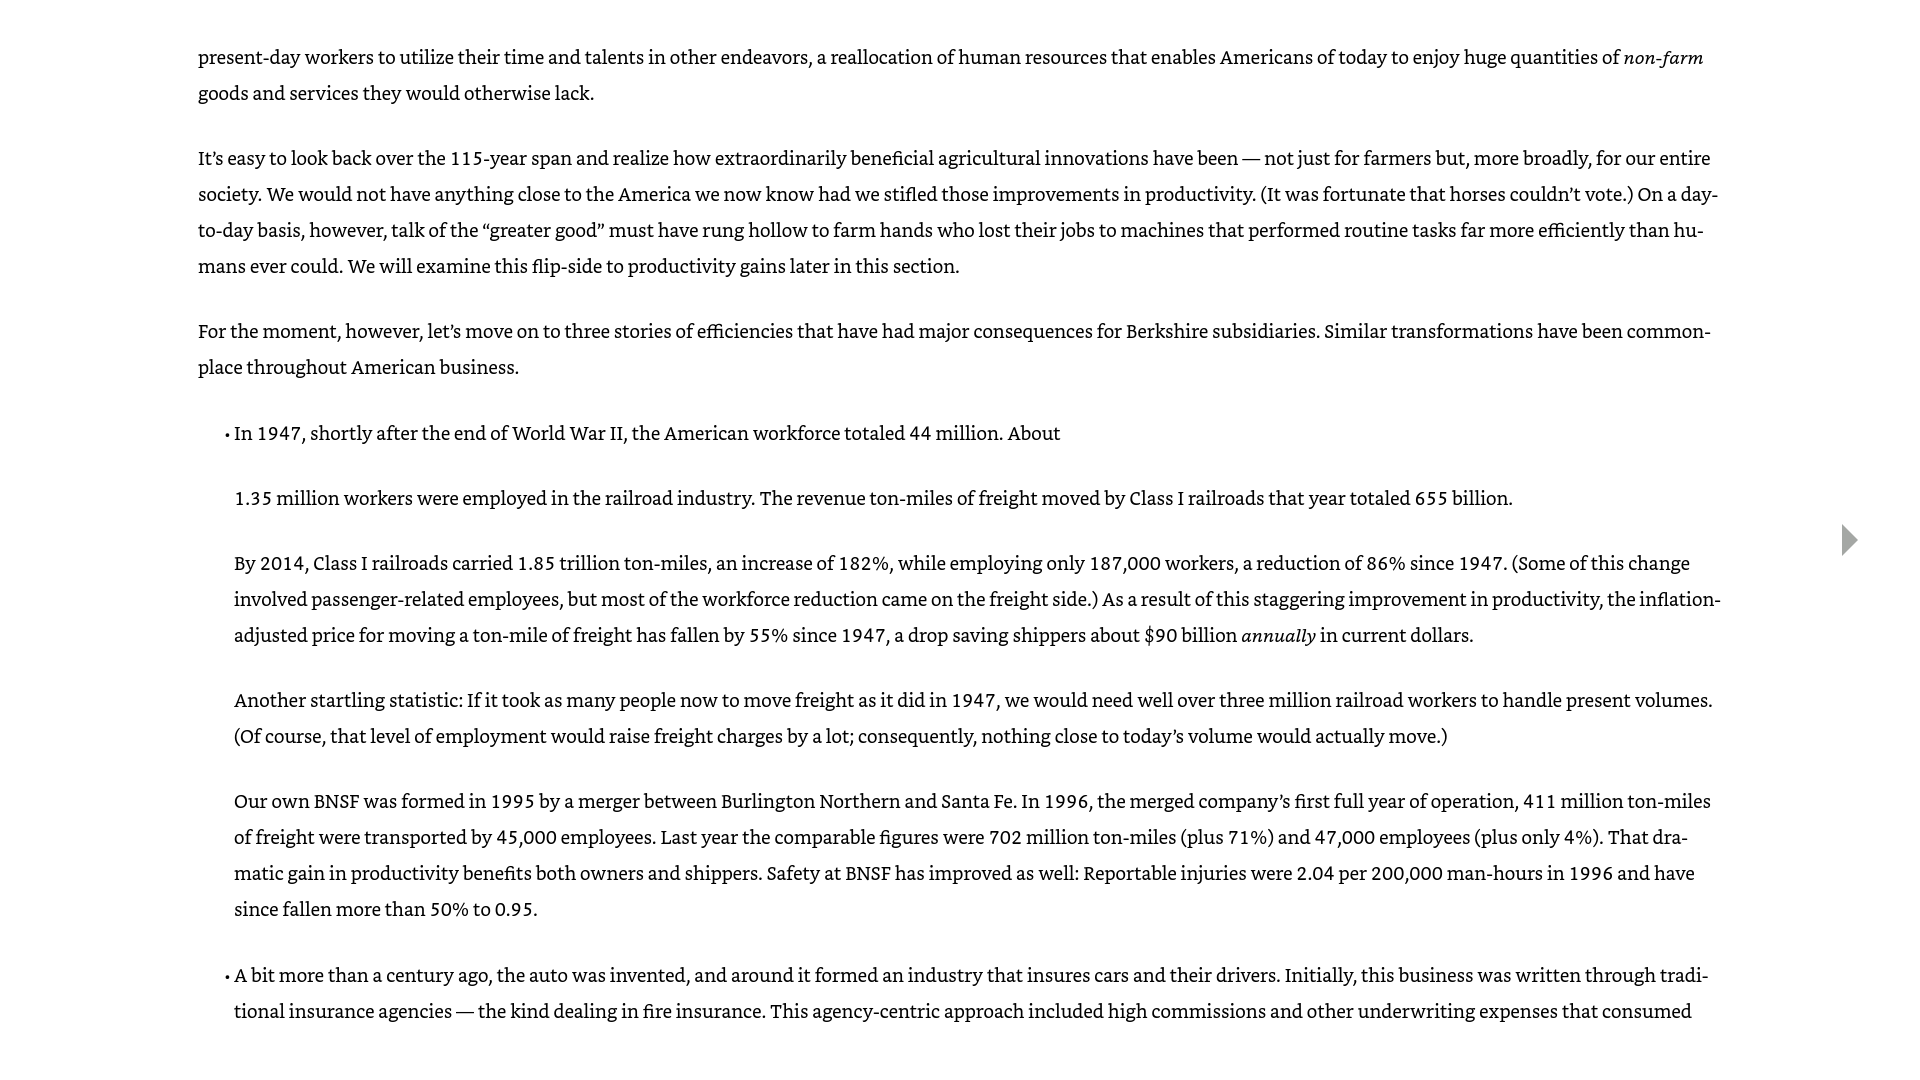 present-day workers to utilize their time and talents in other endeavors, a reallocation of human resources that enables Americans of today to enjoy huge quantities of non-farm
goods and services they would otherwise lack.
It’s easy to look back over the 115-year span and realize how extraordinarily beneficial agricultural innovations have been — not just for farmers but, more broadly, for our entire
society. We would not have anything close to the America we now know had we stifled those improvements in productivity. (It was fortunate that horses couldn’t vote.) On a day-
to-day basis, however, talk of the “greater good” must have rung hollow to farm hands who lost their jobs to machines that performed routine tasks far more efficiently than hu-
mans ever could. We will examine this flip-side to productivity gains later in this section.
For the moment, however, let’s move on to three stories of efficiencies that have had major consequences for Berkshire subsidiaries. Similar transformations have been common-
place throughout American business.
• In 1947, shortly after the end of World War II, the American workforce totaled 44 million. About
1.35 million workers were employed in the railroad industry. The revenue ton-miles of freight moved by Class I railroads that year totaled 655 billion.
By 2014, Class I railroads carried 1.85 trillion ton-miles, an increase of 182%, while employing only 187,000 workers, a reduction of 86% since 1947. (Some of this change
involved passenger-related employees, but most of the workforce reduction came on the freight side.) As a result of this staggering improvement in productivity, the inflation-
adjusted price for moving a ton-mile of freight has fallen by 55% since 1947, a drop saving shippers about $90 billion annually in current dollars.
Another startling statistic: If it took as many people now to move freight as it did in 1947, we would need well over three million railroad workers to handle present volumes.
(Of course, that level of employment would raise freight charges by a lot; consequently, nothing close to today’s volume would actually move.)
Our own BNSF was formed in 1995 by a merger between Burlington Northern and Santa Fe. In 1996, the merged company’s first full year of operation, 411 million ton-miles
of freight were transported by 45,000 employees. Last year the comparable figures were 702 million ton-miles (plus 71%) and 47,000 employees (plus only 4%). That dra-
matic gain in productivity benefits both owners and shippers. Safety at BNSF has improved as well: Reportable injuries were 2.04 per 200,000 man-hours in 1996 and have
since fallen more than 50% to 0.95.
• A bit more than a century ago, the auto was invented, and around it formed an industry that insures cars and their drivers. Initially, this business was written through tradi-
tional insurance agencies — the kind dealing in fire insurance. This agency-centric approach included high commissions and other underwriting expenses that consumed